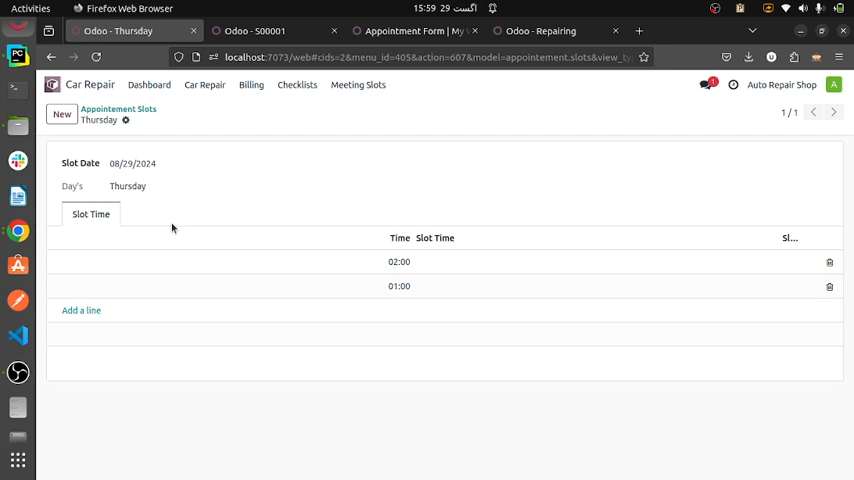 Activities
Firefox Web Browser
15:59 29 اگست
Odoo - Thursday
Odoo - S00001
Appointment Form | My
Odoo - Repairing
localhost:7073/web#cids=2&menu_id=405&action=607&model=appointment.slots&view_ty
Car Repair
Dashboard
Car Repair
Billing
Checklists
Meeting Slots
1
Auto Repair Shop
A
New
Appointement Slots
Thursday
1 / 1
Slot Date
08/29/2024
Day's
Thursday
Slot Time
Time
Slot Time
Sl...
02:00
01:00
Add a line